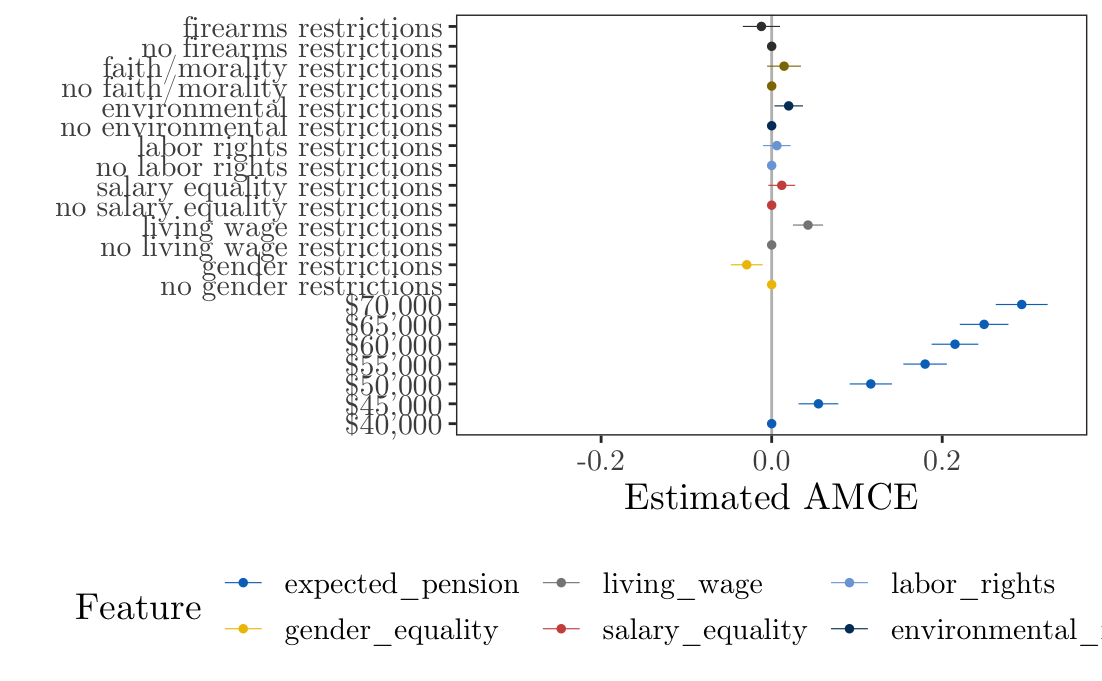 firearms restrictions
no firearms restrictions
faith/morality restrictions
no faith/morality restrictions
environmental restrictions
no environmental restrictions
labor rights restrictions
no labor rights restrictions
salary equality restrictions
no salary equality restrictions
living wage restrictions
no living wage restrictions
gender restrictions
no gender restrictions
$70,000
$65,000
$60,000
$55,000
$50,000
$45,000
$40,000
-0.2 0.0 0.2
Estimated AMCE
Feature
expected_pension living_wage labor_rights
gender_equality salary_equality environmental_